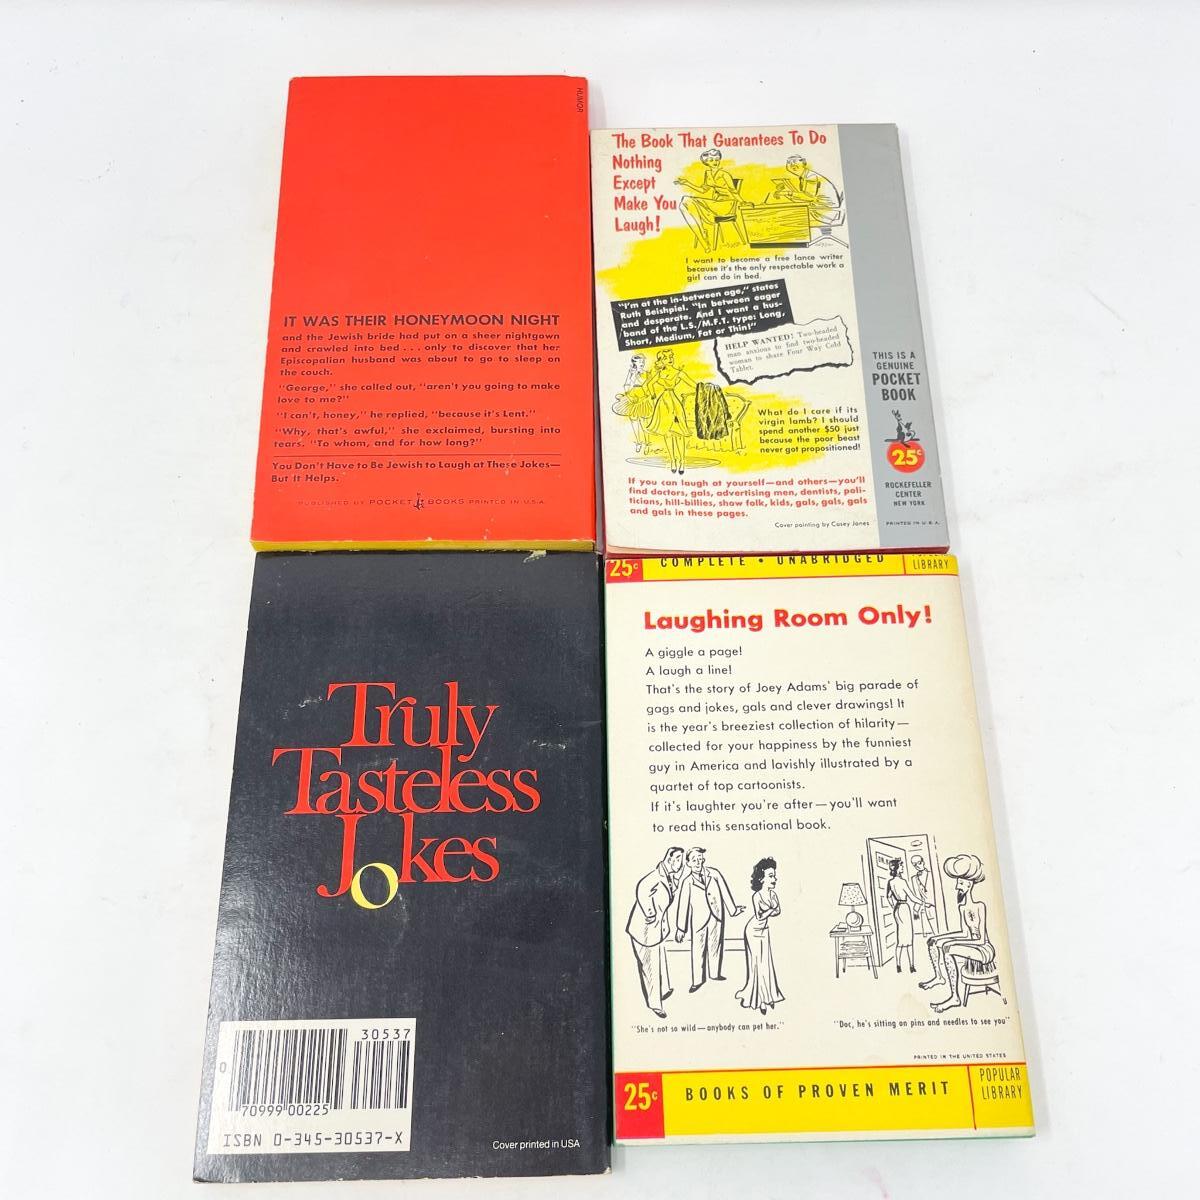 HUMOR
IT WAS THEIR HONEYMOON NIGHT
and the Jewish bride had put on a sheer nightgown
and crawled into bed . . . only to discover that her
Episcopalian husband was about to go to sleep on
the couch.
"George," she called out, "aren't you going to make
love to me?"
"I can't, honey," he replied, "because it's Lent."
"Why, that's awful," she exclaimed, bursting into
tears. "To whom, and for how long?"
You Don't Have to Be Jewish to Laugh at These Jokes—
But It Helps.
PUBLISHED BY POCKET BOOKS PRINTED IN U.S.A.
The Book That Guarantees To Do
Nothing
Except
Make You
Laugh!
I want to become a free lance writer
because it's the only respectable work a
girl can do in bed.
"I'm at the in-between age," states
Ruth Beishpiel. "In between eager
and desperate. And I want a hus-
band of the L.S./M.F.T. type: Long,
Short, Medium, Fat or Thin!"
HELP WANTED! Two-headed
man anxious to find two-headed
woman to share Four Way Cold
Tablet.
What do I care if its
virgin lamb? I should
spend another $50 just
because the poor beast
never got propositioned!
If you can laugh at yourself—and others—you'll
find doctors, gals, advertising men, dentists, poli-
ticians, hill-billies, show folk, kids, gals, gals, gals
and gals in these pages.
Cover painting by Casey Jones
THIS IS A
GENUINE
POCKET
BOOK
25c
ROCKEFELLER
CENTER
NEW YORK
PRINTED IN U.S.A.
Truly
Tasteless
Jokes
30537
0
70999 00225
ISBN 0-345-30537-X
Cover printed in USA
25c COMPLETE • UNABRIDGED
LIBRARY
Laughing Room Only!
A giggle a page!
A laugh a line!
That's the story of Joey Adams' big parade of
gags and jokes, gals and clever drawings! It
is the year's breeziest collection of hilarity—
collected for your happiness by the funniest
guy in America and lavishly illustrated by a
quartet of top cartoonists.
If it's laughter you're after—you'll want
to read this sensational book.
"She's not so wild—anybody can pet her."
"Doc, he's sitting on pins and needles to see you"
PRINTED IN THE UNITED STATES
25c BOOKS OF PROVEN MERIT
POPULAR
LIBRARY